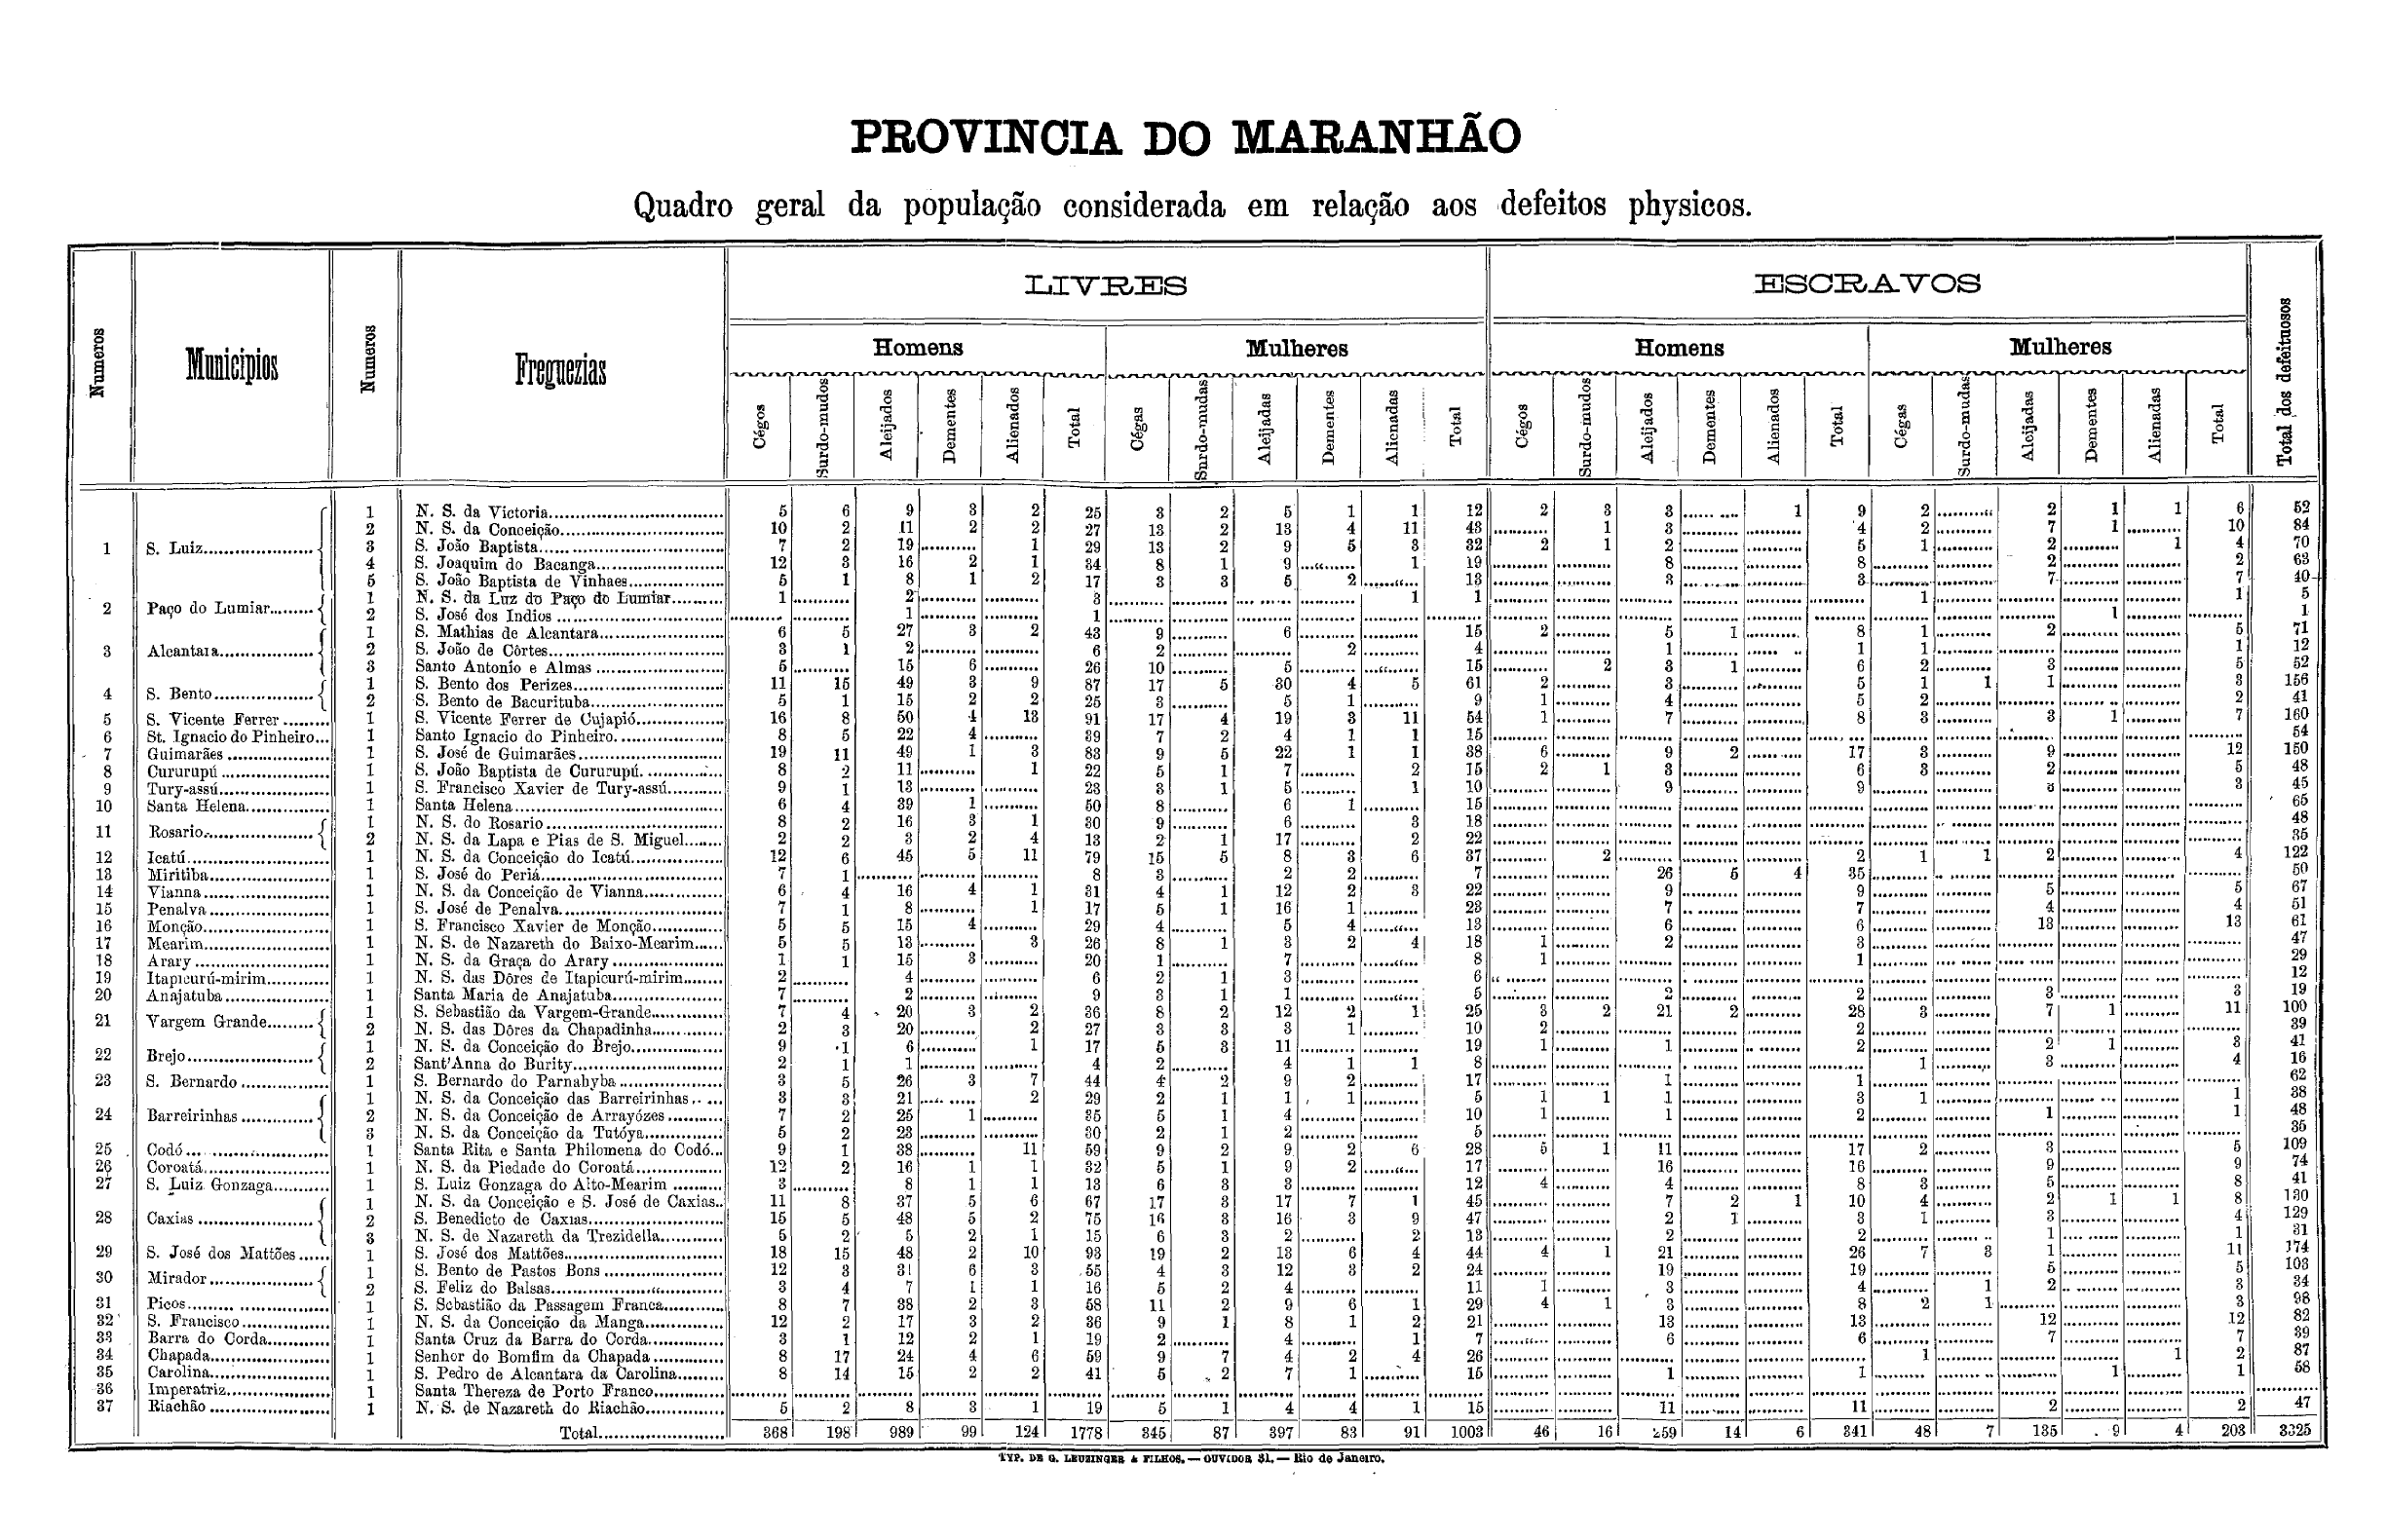 PROVINCIA DO MARANHÃO
Quadro geral da população considerada em relação aos defeitos physicos.
Numeros Municipios Numeros Freguezias LIVRES ESCRAVOS Total dos defeituosos
Homens Mulheres Homens Mulheres
Cégos Surdo-mudos Aleijados Dementes Alienados Total Cégas Surdo-mudas Aleijadas Dementes Alienadas Total Cégos Surdo-mudos Aleijados Dementes Alienados Total Cégas Surdo-mudas Aleijadas Dementes Alienadas Total
1 N. S. da Victoria 5 6 9 3 2 25 3 2 5 1 1 12 2 3 3 ..... 1 9 2 ..... 2 1 1 6 52
2 N. S. da Conceição 10 2 11 2 2 27 13 2 13 4 11 43 ..... 1 3 ..... ..... 4 2 ..... 7 1 ..... 10 84
1 S. Luiz 3 S. João Baptista 7 2 19 ..... 1 29 13 2 9 5 3 32 2 1 2 ..... ..... 5 1 ..... 2 ..... 1 4 70
4 S. Joaquim do Bacanga 12 3 16 2 1 34 8 1 9 ..... 1 19 ..... ..... 8 ..... ..... 8 ..... ..... 2 ..... ..... 2 63
5 S. João Baptista de Vinhaes 5 1 8 1 2 17 3 3 5 2 ..... 13 ..... ..... 3 ..... ..... 3 ..... ..... 7 ..... ..... 7 40
2 Paço do Lumiar 1 N. S. da Luz do Paço do Lumiar 1 ..... 2 ..... ..... 3 ..... ..... ..... ..... 1 1 ..... ..... ..... ..... ..... ..... 1 ..... ..... ..... ..... 1 5
2 S. José dos Indios ..... ..... 1 ..... ..... 1 ..... ..... ..... ..... ..... ..... ..... ..... ..... ..... ..... ..... ..... ..... ..... 1 ..... ..... 1
1 S. Mathias de Alcantara 6 5 27 3 2 43 9 ..... 6 ..... ..... 15 2 ..... 5 1 ..... 8 1 ..... 2 ..... ..... 5 71
3 Alcantara 2 S. João de Côrtes 3 1 2 ..... ..... 6 2 ..... ..... 2 ..... 4 ..... ..... 1 ..... ..... 1 1 ..... ..... ..... ..... 1 12
3 Santo Antonio e Almas 5 ..... 15 6 ..... 26 10 ..... 5 ..... ..... 15 ..... 2 3 1 ..... 6 2 ..... 3 ..... ..... 5 52
4 S. Bento 1 S. Bento dos Perizes 11 15 49 3 9 87 17 5 30 4 5 61 2 ..... 3 ..... ..... 5 1 1 1 ..... ..... 3 156
2 S. Bento de Bacurituba 5 1 15 2 2 25 3 ..... 5 1 ..... 9 1 ..... 4 ..... ..... 5 2 ..... ..... ..... ..... 2 41
5 S. Vicente Ferrer 1 S. Vicente Ferrer de Cujapió 16 8 50 4 13 91 17 4 19 3 11 54 1 ..... 7 ..... ..... 8 3 ..... 3 1 ..... 7 160
6 St. Ignacio do Pinheiro 1 Santo Ignacio do Pinheiro 8 5 22 4 ..... 39 7 2 4 1 1 15 ..... ..... ..... ..... ..... ..... ..... ..... ..... ..... ..... ..... 54
7 Guimarães 1 S. José de Guimarães 19 11 49 1 3 83 9 5 22 1 1 38 6 ..... 9 2 ..... 17 3 ..... 9 ..... ..... 12 150
8 Cururupú 1 S. João Baptista de Cururupú 8 2 11 ..... 1 22 5 1 7 ..... 2 15 2 1 3 ..... ..... 6 3 ..... 2 ..... ..... 5 48
9 Tury-assú 1 S. Francisco Xavier de Tury-assú 9 1 13 ..... ..... 23 3 1 5 ..... 1 10 ..... ..... 9 ..... ..... 9 ..... ..... 3 ..... ..... 3 45
10 Santa Helena 1 Santa Helena 6 4 39 1 ..... 50 8 ..... 6 1 ..... 15 ..... ..... ..... ..... ..... ..... ..... ..... ..... ..... ..... ..... 65
11 Rosario 1 N. S. do Rosario 8 2 16 3 1 30 9 ..... 6 ..... 3 18 ..... ..... ..... ..... ..... ..... ..... ..... ..... ..... ..... ..... 48
2 N. S. da Lapa e Pias de S. Miguel 2 2 3 2 4 13 2 1 17 ..... 2 22 ..... ..... ..... ..... ..... ..... ..... ..... ..... ..... ..... ..... 35
12 Icatú 1 N. S. da Conceição do Icatú 12 6 45 5 11 79 15 5 8 3 6 37 ..... 2 ..... ..... ..... 2 1 1 2 ..... ..... 4 122
13 Miritiba 1 S. José do Periá 7 1 ..... ..... ..... 8 3 ..... 2 2 ..... 7 ..... ..... 26 5 4 35 ..... ..... ..... ..... ..... ..... 50
14 Vianna 1 N. S. da Conceição de Vianna 6 4 16 4 1 31 4 1 12 2 3 22 ..... ..... 9 ..... ..... 9 ..... ..... 5 ..... ..... 5 67
15 Penalva 1 S. José de Penalva 7 1 8 ..... 1 17 5 1 16 1 ..... 23 ..... ..... 7 ..... ..... 7 ..... ..... 4 ..... ..... 4 51
16 Monção 1 S. Francisco Xavier de Monção 5 5 15 4 ..... 29 4 ..... 5 4 ..... 13 ..... ..... 6 ..... ..... 6 ..... ..... 13 ..... ..... 13 61
17 Mearim 1 N. S. de Nazareth do Baixo-Mearim 5 5 13 ..... 3 26 8 1 3 2 4 18 1 ..... 2 ..... ..... 3 ..... ..... ..... ..... ..... ..... 47
18 Arary 1 N. S. da Graça do Arary 1 1 15 3 ..... 20 1 ..... 7 ..... ..... 8 1 ..... ..... ..... ..... 1 ..... ..... ..... ..... ..... ..... 29
19 Itapicurú-mirim 1 N. S. das Dôres de Itapicurú-mirim 2 ..... 4 ..... ..... 6 2 1 3 ..... ..... 6 ..... ..... ..... ..... ..... ..... ..... ..... ..... ..... ..... ..... 12
20 Anajatuba 1 Santa Maria de Anajatuba 7 ..... 2 ..... ..... 9 3 1 1 ..... ..... 5 ..... ..... 2 ..... ..... 2 ..... ..... 3 ..... ..... 3 19
21 Vargem Grande 1 S. Sebastião da Vargem-Grande 7 4 20 3 2 36 8 2 12 2 1 25 3 2 21 2 ..... 28 3 ..... 7 1 ..... 11 100
2 N. S. das Dôres da Chapadinha 2 3 20 ..... 2 27 3 3 3 1 ..... 10 2 ..... ..... ..... ..... 2 ..... ..... ..... ..... ..... ..... 39
22 Brejo 1 N. S. da Conceição do Brejo 9 1 6 ..... 1 17 5 3 11 ..... ..... 19 1 ..... 1 ..... ..... 2 ..... ..... 2 1 ..... 3 41
2 Sant'Anna do Burity 2 1 1 ..... ..... 4 2 ..... 4 1 1 8 ..... ..... ..... ..... ..... ..... 1 ..... 3 ..... ..... 4 16
23 S. Bernardo 1 S. Bernardo do Parnahyba 3 5 26 3 7 44 4 2 9 2 ..... 17 ..... ..... 1 ..... ..... 1 ..... ..... ..... ..... ..... ..... 62
1 N. S. da Conceição das Barreirinhas 3 3 21 ..... 2 29 2 1 1 1 ..... 5 1 1 1 ..... ..... 3 1 ..... ..... ..... ..... 1 38
24 Barreirinhas 2 N. S. da Conceição de Arrayózes 7 2 25 1 ..... 35 5 1 4 ..... ..... 10 1 ..... 1 ..... ..... 2 ..... ..... 1 ..... ..... 1 48
3 N. S. da Conceição da Tutóya 5 2 23 ..... ..... 30 2 1 2 ..... ..... 5 ..... ..... ..... ..... ..... ..... ..... ..... ..... ..... ..... ..... 35
25 Codó 1 Santa Rita e Santa Philomena do Codó 9 1 38 ..... 11 59 9 2 9 2 6 28 5 1 11 ..... ..... 17 2 ..... 3 ..... ..... 5 109
26 Coroatá 1 N. S. da Piedade do Coroatá 12 2 16 1 1 32 5 1 9 2 ..... 17 ..... ..... 16 ..... ..... 16 ..... ..... 9 ..... ..... 9 74
27 S. Luiz Gonzaga 1 S. Luiz Gonzaga do Alto-Mearim 3 ..... 8 1 1 13 6 3 3 ..... ..... 12 4 ..... 4 ..... ..... 8 3 ..... 5 ..... ..... 8 41
1 N. S. da Conceição e S. José de Caxias 11 8 37 5 6 67 17 3 17 7 1 45 ..... ..... 7 2 1 10 4 ..... 2 1 1 8 130
28 Caxias 2 S. Benedicto de Caxias 15 5 48 5 2 75 16 3 16 3 9 47 ..... ..... 2 1 ..... 3 1 ..... 3 ..... ..... 4 129
3 N. S. de Nazareth da Trezidella 5 2 5 2 1 15 6 3 2 ..... 2 13 ..... ..... 2 ..... ..... 2 ..... ..... 1 ..... ..... 1 31
29 S. José dos Mattões 1 S. José dos Mattões 18 15 48 2 10 93 19 2 13 6 4 44 4 1 21 ..... ..... 26 7 3 1 ..... ..... 11 174
30 Mirador 1 S. Bento de Pastos Bons 12 3 31 6 3 55 4 3 12 3 2 24 ..... ..... 19 ..... ..... 19 ..... ..... 5 ..... ..... 5 103
2 S. Feliz do Balsas 3 4 7 1 1 16 5 2 4 ..... ..... 11 1 ..... 3 ..... ..... 4 ..... 1 2 ..... ..... 3 34
31 Picos 1 S. Sebastião da Passagem Franca 8 7 38 2 3 58 11 2 9 6 1 29 4 1 3 ..... ..... 8 2 1 ..... ..... ..... 3 98
32 S. Francisco 1 N. S. da Conceição da Manga 12 2 17 3 2 36 9 1 8 1 2 21 ..... ..... 13 ..... ..... 13 ..... ..... 12 ..... ..... 12 82
33 Barra do Corda 1 Santa Cruz da Barra do Corda 3 1 12 2 1 19 2 ..... 4 ..... 1 7 ..... ..... 6 ..... ..... 6 ..... ..... 7 ..... ..... 7 39
34 Chapada 1 Senhor do Bomfim da Chapada 8 17 24 4 6 59 9 7 4 2 4 26 ..... ..... ..... ..... ..... ..... 1 ..... ..... ..... 1 2 87
35 Carolina 1 S. Pedro de Alcantara da Carolina 8 14 15 2 2 41 5 2 7 1 ..... 15 ..... ..... 1 ..... ..... 1 ..... ..... ..... 1 ..... 1 58
36 Imperatriz 1 Santa Thereza de Porto Franco ..... ..... ..... ..... ..... ..... ..... ..... ..... ..... ..... ..... ..... ..... ..... ..... ..... ..... ..... ..... ..... ..... ..... ..... .....
37 Riachão 1 N. S. de Nazareth do Riachão 5 2 8 3 1 19 5 1 4 4 1 15 ..... ..... 11 ..... ..... 11 ..... ..... 2 ..... ..... 2 47
Total 368 198 989 99 124 1778 345 87 397 83 91 1003 46 16 259 14 6 341 48 7 135 9 4 203 3325
TYP. DE G. LEUZINGER & FILHOS. — OUVIDOR 31. — Rio de Janeiro.